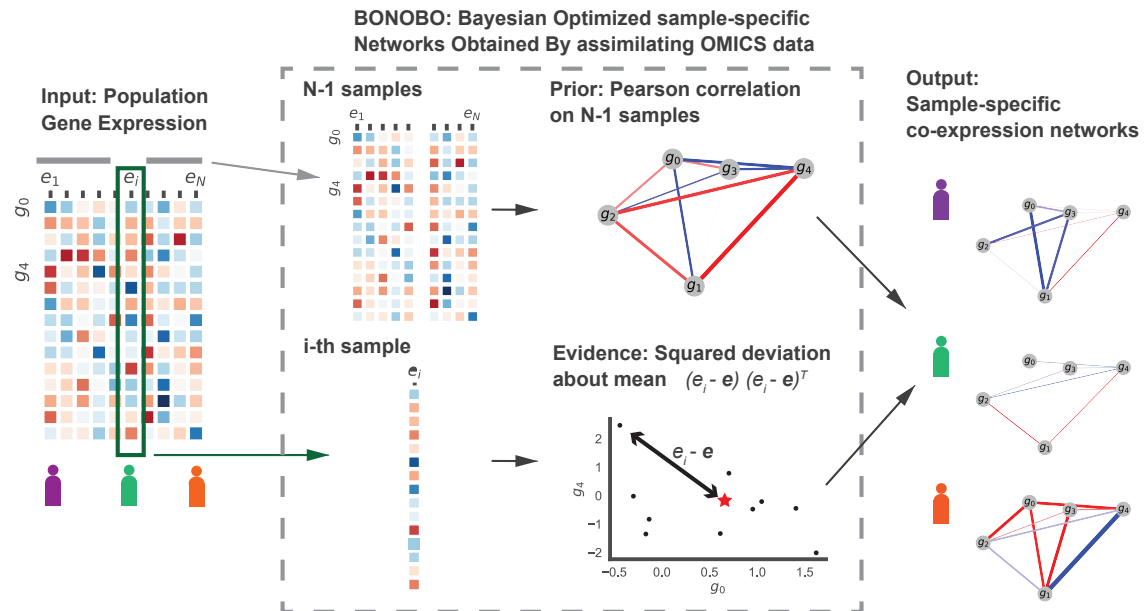 BONOBO: Bayesian Optimized sample-specific
Networks Obtained By assimilating OMICS data
Input: Population
Gene Expression
e1 ei eN
g0
g4
N-1 samples
e1 eN
g0
g4
Prior: Pearson correlation
on N-1 samples
g0
g3
g4
g2
g1
i-th sample
ei
Evidence: Squared deviation
about mean (ei - e) (ei - e)T
ei - e
2
1
0
−1
−2
g4
−0.5 0.0 0.5 1.0 1.5
g0
Output:
Sample-specific
co-expression networks
g0
g3
g4
g2
g1
g0
g3
g4
g2
g1
g0
g3
g4
g2
g1